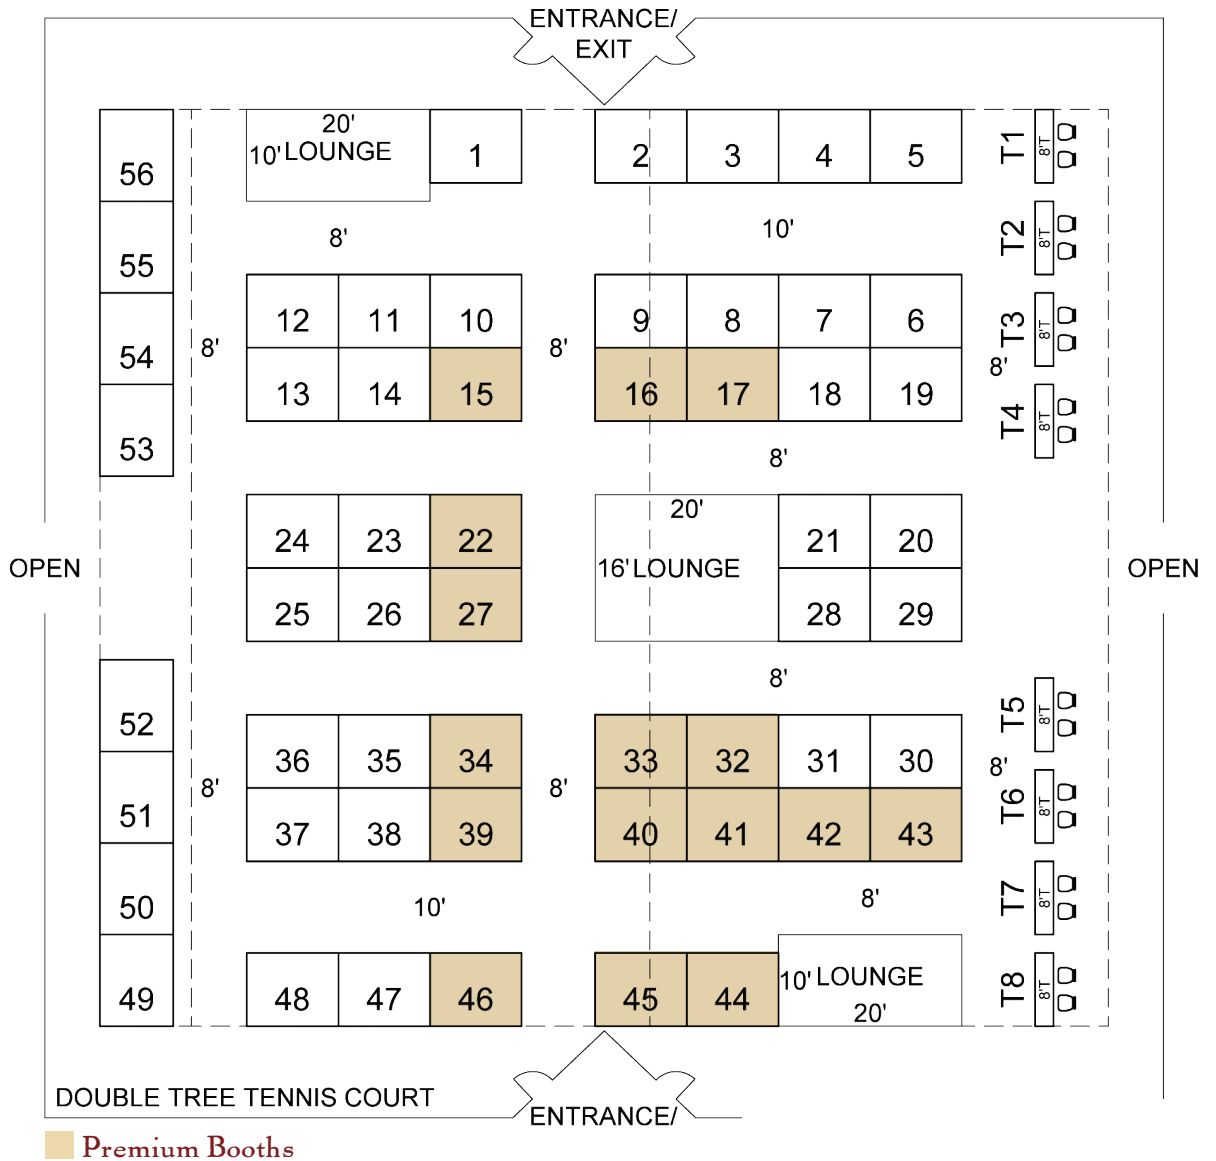 ENTRANCE/
EXIT
20'
10' LOUNGE
1
2
3
4
5
T1
8'T
56
8'
10'
T2
8'T
55
12
11
10
9
8
7
6
T3
8'T
54
8'
8'
8'
13
14
15
16
17
18
19
T4
8'T
53
8'
24
23
22
20'
21
20
OPEN
16' LOUNGE
OPEN
25
26
27
28
29
8'
52
T5
8'T
36
35
34
33
32
31
30
8'
8'
8'
51
T6
8'T
37
38
39
40
41
42
43
50
10'
8'
T7
8'T
49
48
47
46
45
44
10' LOUNGE
20'
T8
8'T
DOUBLE TREE TENNIS COURT
ENTRANCE/
Premium Booths